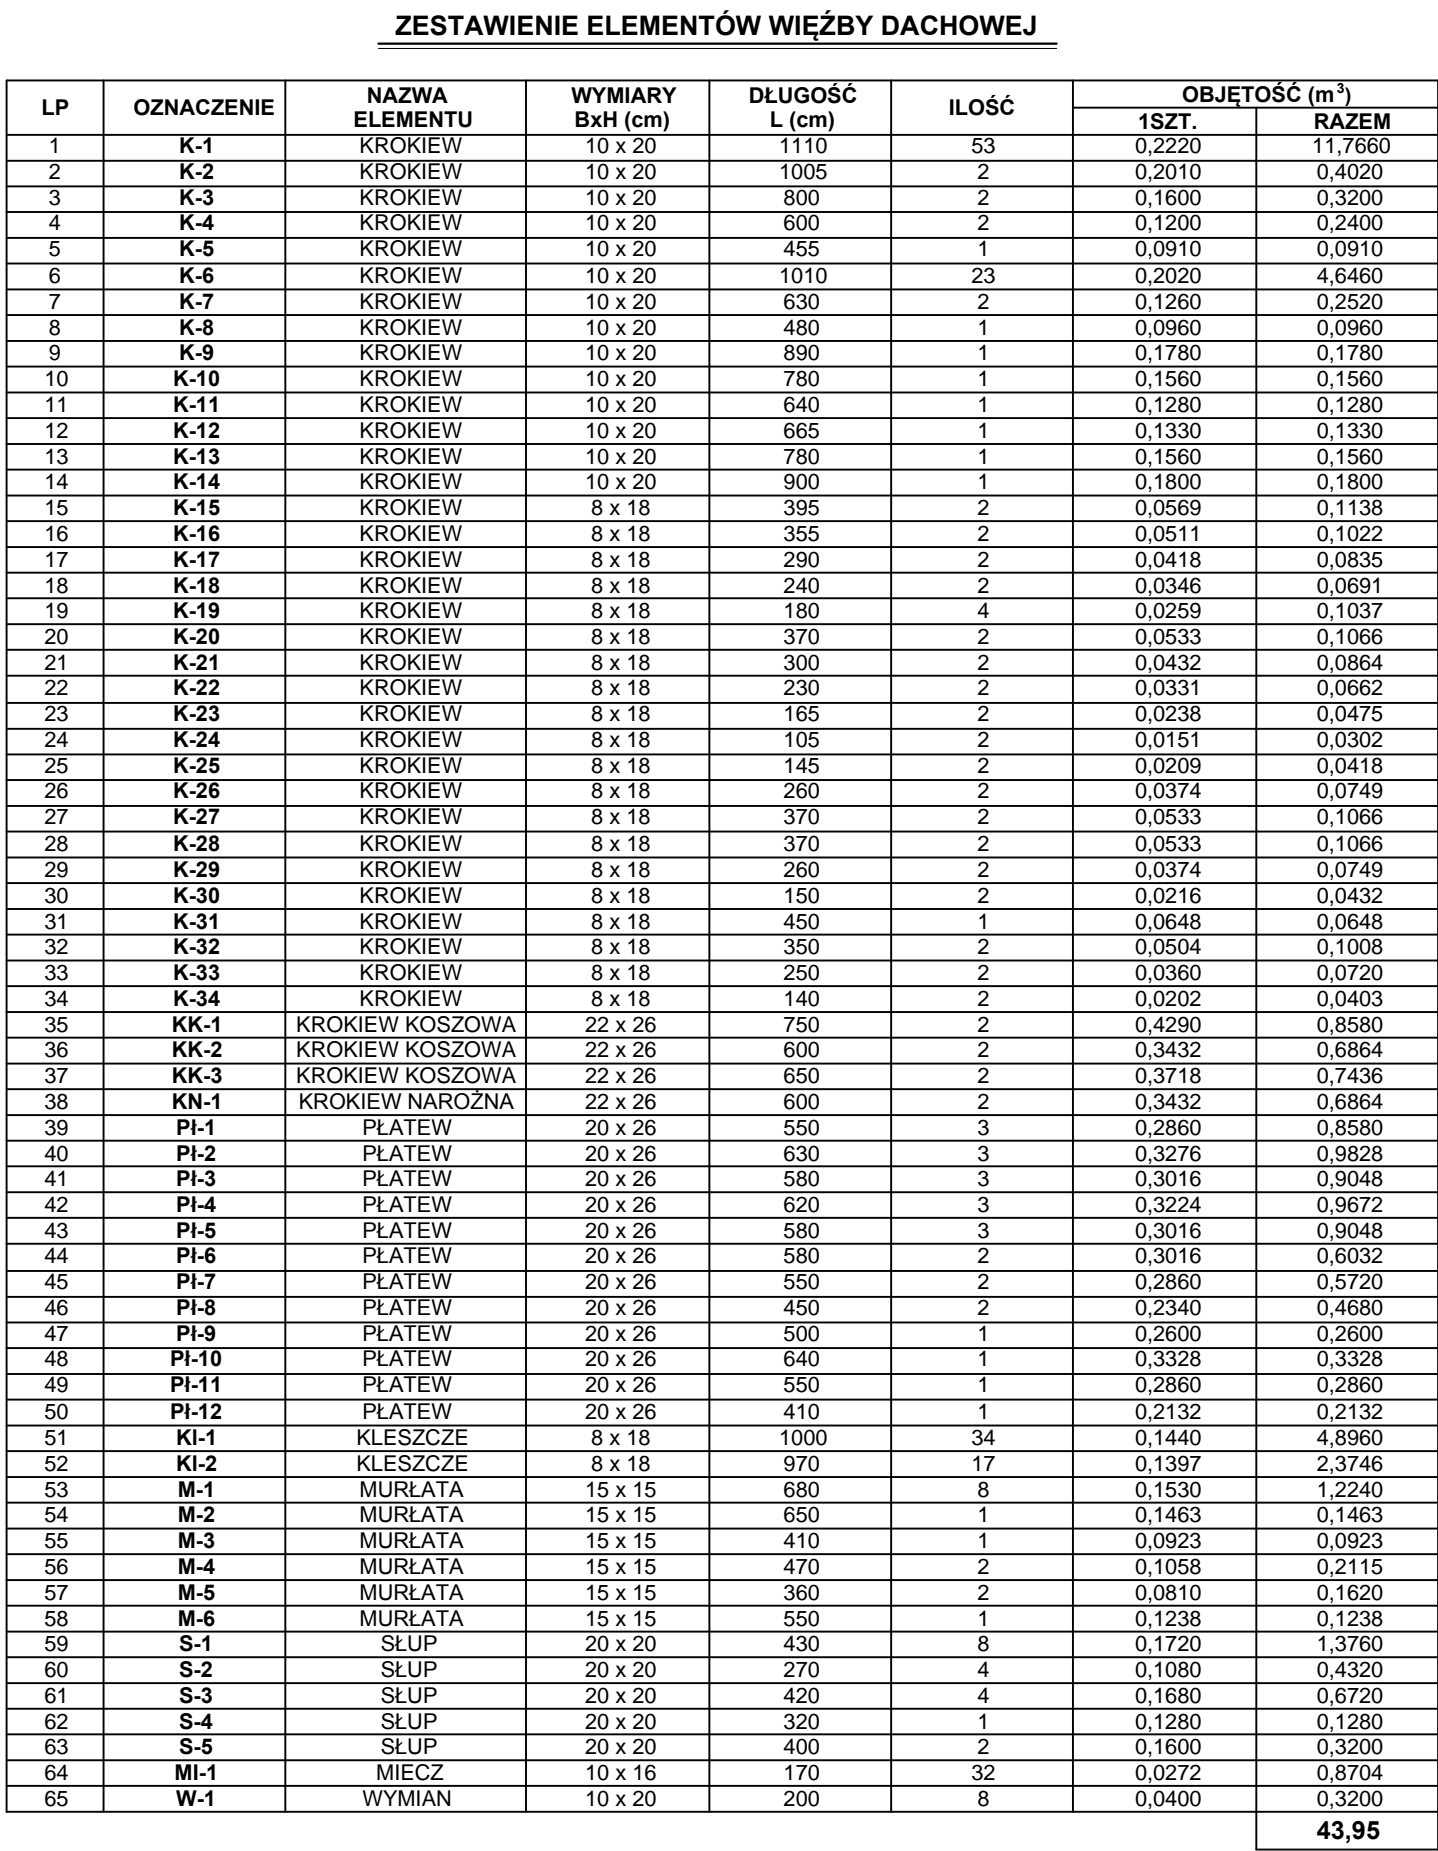 ZESTAWIENIE ELEMENTÓW WIĘŹBY DACHOWEJ
LP OZNACZENIE NAZWA ELEMENTU WYMIARY BxH (cm) DŁUGOŚĆ L (cm) ILOŚĆ OBJĘTOŚĆ (m³)
1SZT. RAZEM
1 K-1 KROKIEW 10 x 20 1110 53 0,2220 11,7660
2 K-2 KROKIEW 10 x 20 1005 2 0,2010 0,4020
3 K-3 KROKIEW 10 x 20 800 2 0,1600 0,3200
4 K-4 KROKIEW 10 x 20 600 2 0,1200 0,2400
5 K-5 KROKIEW 10 x 20 455 1 0,0910 0,0910
6 K-6 KROKIEW 10 x 20 1010 23 0,2020 4,6460
7 K-7 KROKIEW 10 x 20 630 2 0,1260 0,2520
8 K-8 KROKIEW 10 x 20 480 1 0,0960 0,0960
9 K-9 KROKIEW 10 x 20 890 1 0,1780 0,1780
10 K-10 KROKIEW 10 x 20 780 1 0,1560 0,1560
11 K-11 KROKIEW 10 x 20 640 1 0,1280 0,1280
12 K-12 KROKIEW 10 x 20 665 1 0,1330 0,1330
13 K-13 KROKIEW 10 x 20 780 1 0,1560 0,1560
14 K-14 KROKIEW 10 x 20 900 1 0,1800 0,1800
15 K-15 KROKIEW 8 x 18 395 2 0,0569 0,1138
16 K-16 KROKIEW 8 x 18 355 2 0,0511 0,1022
17 K-17 KROKIEW 8 x 18 290 2 0,0418 0,0835
18 K-18 KROKIEW 8 x 18 240 2 0,0346 0,0691
19 K-19 KROKIEW 8 x 18 180 4 0,0259 0,1037
20 K-20 KROKIEW 8 x 18 370 2 0,0533 0,1066
21 K-21 KROKIEW 8 x 18 300 2 0,0432 0,0864
22 K-22 KROKIEW 8 x 18 230 2 0,0331 0,0662
23 K-23 KROKIEW 8 x 18 165 2 0,0238 0,0475
24 K-24 KROKIEW 8 x 18 105 2 0,0151 0,0302
25 K-25 KROKIEW 8 x 18 145 2 0,0209 0,0418
26 K-26 KROKIEW 8 x 18 260 2 0,0374 0,0749
27 K-27 KROKIEW 8 x 18 370 2 0,0533 0,1066
28 K-28 KROKIEW 8 x 18 370 2 0,0533 0,1066
29 K-29 KROKIEW 8 x 18 260 2 0,0374 0,0749
30 K-30 KROKIEW 8 x 18 150 2 0,0216 0,0432
31 K-31 KROKIEW 8 x 18 450 1 0,0648 0,0648
32 K-32 KROKIEW 8 x 18 350 2 0,0504 0,1008
33 K-33 KROKIEW 8 x 18 250 2 0,0360 0,0720
34 K-34 KROKIEW 8 x 18 140 2 0,0202 0,0403
35 KK-1 KROKIEW KOSZOWA 22 x 26 750 2 0,4290 0,8580
36 KK-2 KROKIEW KOSZOWA 22 x 26 600 2 0,3432 0,6864
37 KK-3 KROKIEW KOSZOWA 22 x 26 650 2 0,3718 0,7436
38 KN-1 KROKIEW NAROŻNA 22 x 26 600 2 0,3432 0,6864
39 Pł-1 PŁATEW 20 x 26 550 3 0,2860 0,8580
40 Pł-2 PŁATEW 20 x 26 630 3 0,3276 0,9828
41 Pł-3 PŁATEW 20 x 26 580 3 0,3016 0,9048
42 Pł-4 PŁATEW 20 x 26 620 3 0,3224 0,9672
43 Pł-5 PŁATEW 20 x 26 580 3 0,3016 0,9048
44 Pł-6 PŁATEW 20 x 26 580 2 0,3016 0,6032
45 Pł-7 PŁATEW 20 x 26 550 2 0,2860 0,5720
46 Pł-8 PŁATEW 20 x 26 450 2 0,2340 0,4680
47 Pł-9 PŁATEW 20 x 26 500 1 0,2600 0,2600
48 Pł-10 PŁATEW 20 x 26 640 1 0,3328 0,3328
49 Pł-11 PŁATEW 20 x 26 550 1 0,2860 0,2860
50 Pł-12 PŁATEW 20 x 26 410 1 0,2132 0,2132
51 Kl-1 KLESZCZE 8 x 18 1000 34 0,1440 4,8960
52 Kl-2 KLESZCZE 8 x 18 970 17 0,1397 2,3746
53 M-1 MURŁATA 15 x 15 680 8 0,1530 1,2240
54 M-2 MURŁATA 15 x 15 650 1 0,1463 0,1463
55 M-3 MURŁATA 15 x 15 410 1 0,0923 0,0923
56 M-4 MURŁATA 15 x 15 470 2 0,1058 0,2115
57 M-5 MURŁATA 15 x 15 360 2 0,0810 0,1620
58 M-6 MURŁATA 15 x 15 550 1 0,1238 0,1238
59 S-1 SŁUP 20 x 20 430 8 0,1720 1,3760
60 S-2 SŁUP 20 x 20 270 4 0,1080 0,4320
61 S-3 SŁUP 20 x 20 420 4 0,1680 0,6720
62 S-4 SŁUP 20 x 20 320 1 0,1280 0,1280
63 S-5 SŁUP 20 x 20 400 2 0,1600 0,3200
64 MI-1 MIECZ 10 x 16 170 32 0,0272 0,8704
65 W-1 WYMIAN 10 x 20 200 8 0,0400 0,3200
43,95